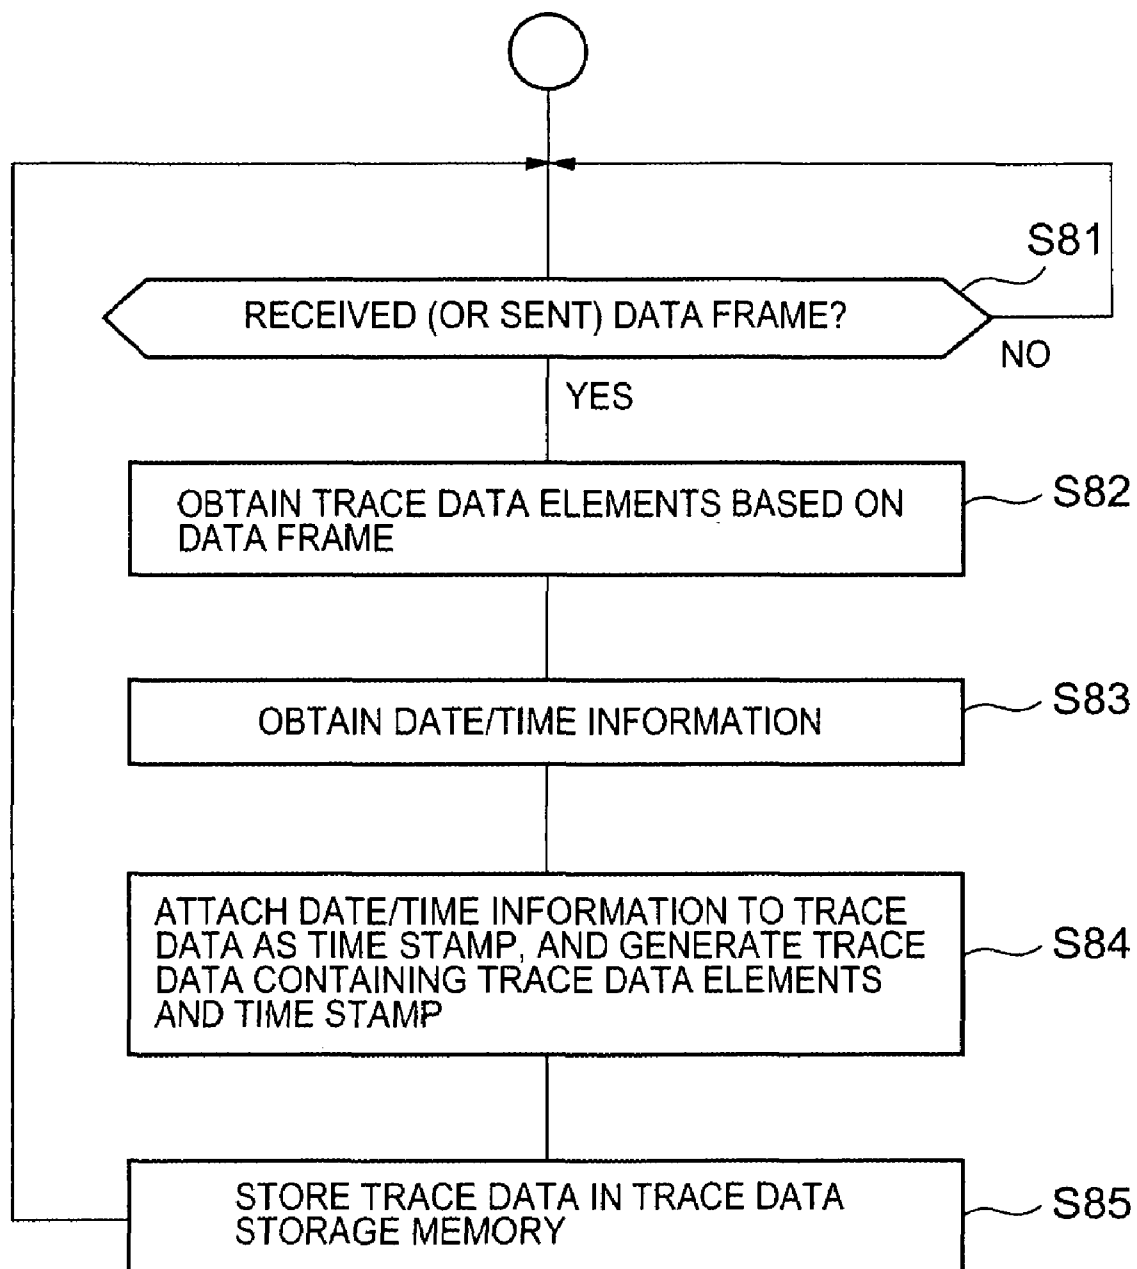 S81
RECEIVED (OR SENT) DATA FRAME?
NO
YES
OBTAIN TRACE DATA ELEMENTS BASED ON
DATA FRAME
S82
OBTAIN DATE/TIME INFORMATION
S83
ATTACH DATE/TIME INFORMATION TO TRACE
DATA AS TIME STAMP, AND GENERATE TRACE
DATA CONTAINING TRACE DATA ELEMENTS
AND TIME STAMP
S84
STORE TRACE DATA IN TRACE DATA
STORAGE MEMORY
S85